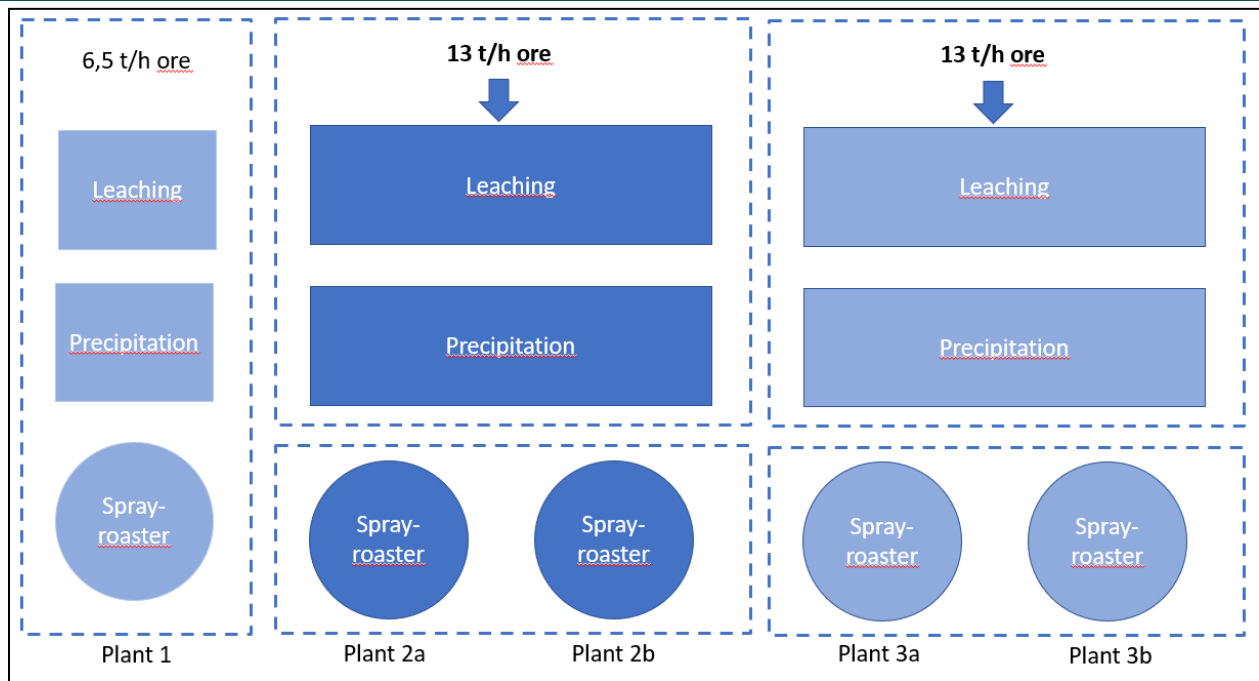 6,5 t/h ore
13 t/h ore
13 t/h ore
Leaching
Leaching
Leaching
Precipitation
Precipitation
Precipitation
Spray-
roaster
Spray-
roaster
Spray-
roaster
Spray-
roaster
Spray-
roaster
Plant 1
Plant 2a
Plant 2b
Plant 3a
Plant 3b